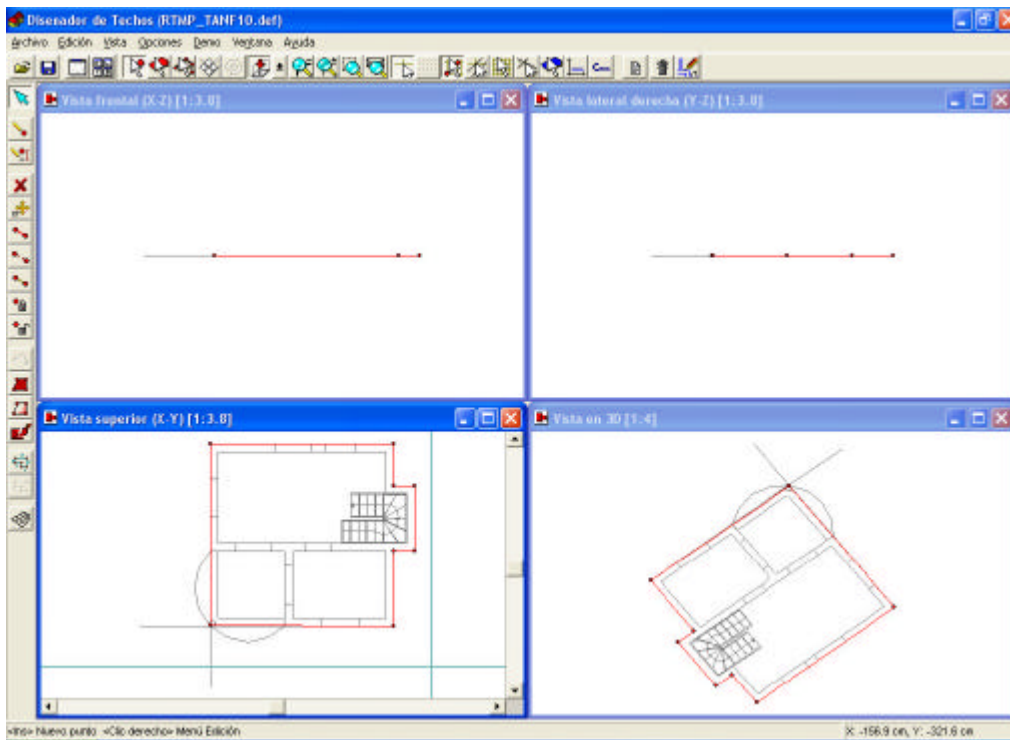 Disenador de Techos (RTMP_TANF10.def)
Archivo Edición Vista Opciones Demo Ventana Ayuda
Vista frontal (X-Z) [1:3.8]
Vista lateral derecha (Y-Z) [1:3.8]
Vista superior (X-Y) [1:3.8]
Vista en 3D [1:4]
<Ins> Nuevo punto <Clic derecho> Menú Edición
X: -156.9 cm, Y: -321.6 cm